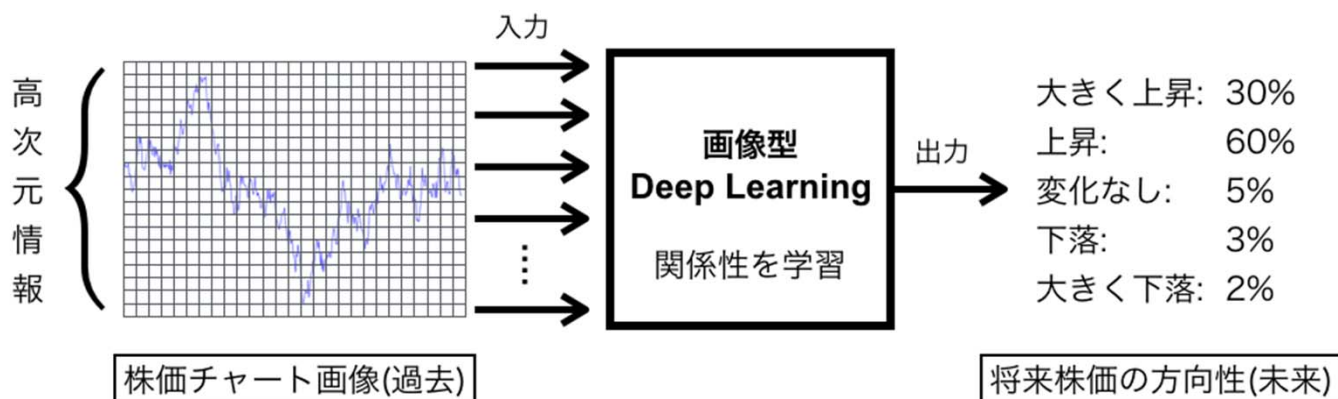 高次元情報
入力
画像型
Deep Learning
関係性を学習
出力
大きく上昇: 30%
上昇: 60%
変化なし: 5%
下落: 3%
大きく下落: 2%
株価チャート画像(過去)
将来株価の方向性(未来)